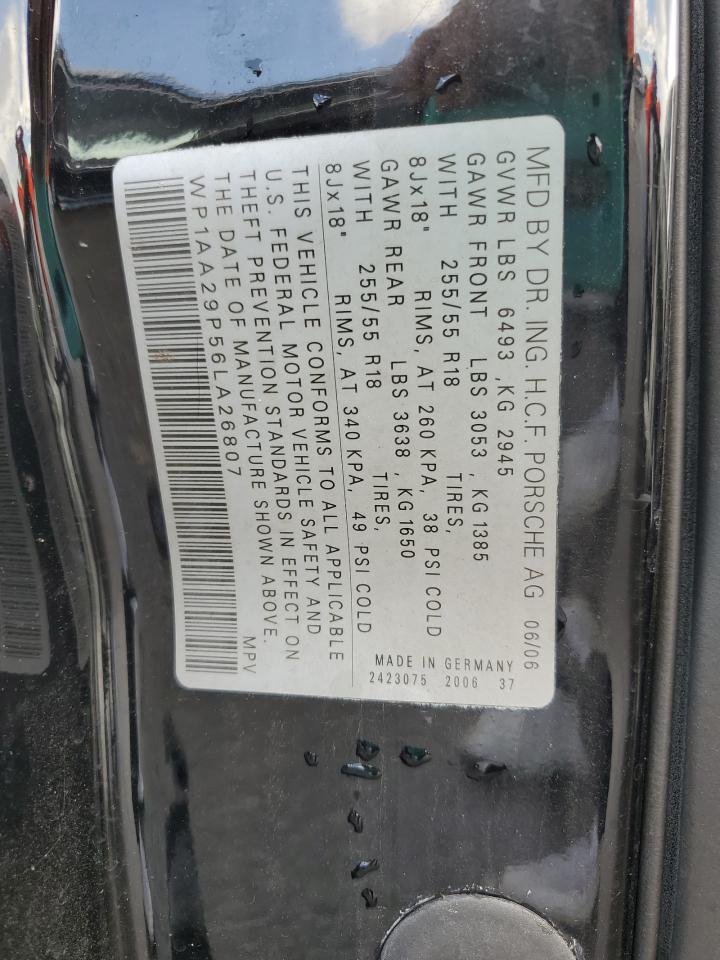 MFD BY DR. ING. H.C.F. PORSCHE AG 06/06
GVWR LBS 6493 ,KG 2945
GAWR FRONT LBS 3053 , KG 1385
WITH 255/55 R18 TIRES,
8Jx18" RIMS, AT 260 KPA, 38 PSI COLD
GAWR REAR LBS 3638 , KG 1650
WITH 255/55 R18 TIRES,
8Jx18" RIMS, AT 340 KPA, 49 PSI COLD
MADE IN GERMANY
2423075 2006 37
THIS VEHICLE CONFORMS TO ALL APPLICABLE
U.S. FEDERAL MOTOR VEHICLE SAFETY AND
THEFT PREVENTION STANDARDS IN EFFECT ON
THE DATE OF MANUFACTURE SHOWN ABOVE.
WP1AA29P56LA26807 MPV